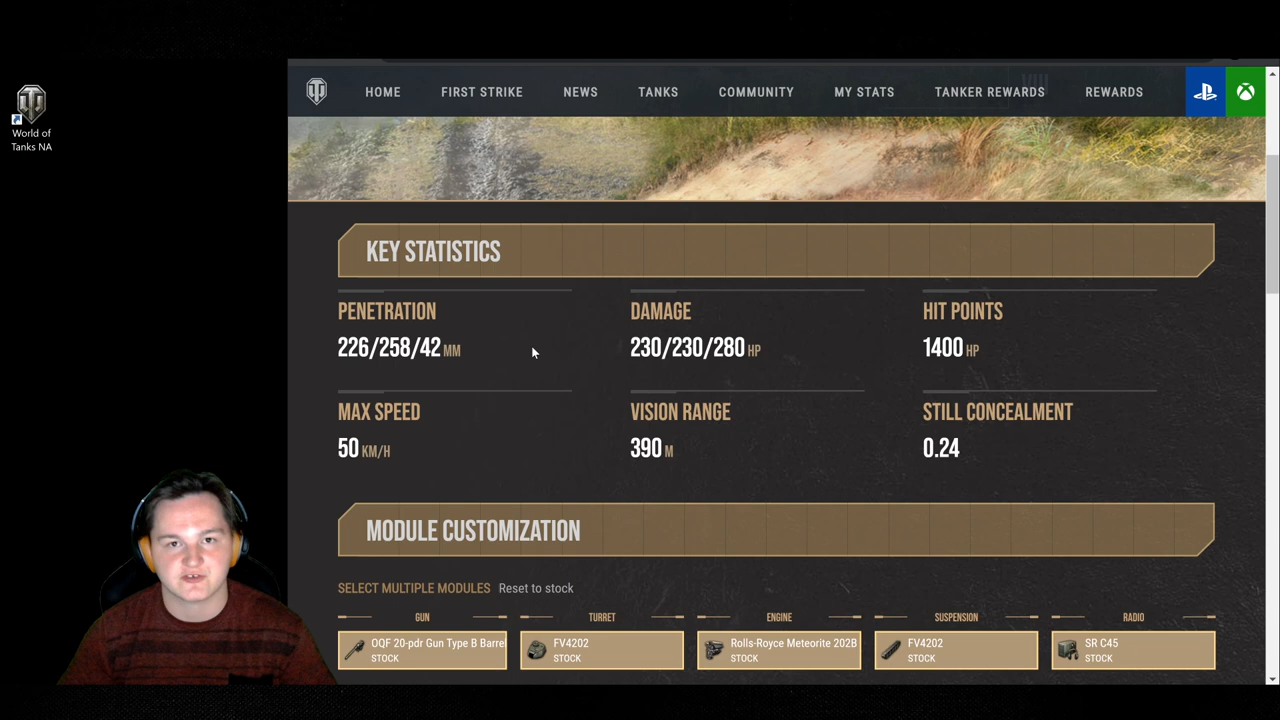 World of
Tanks NA
HOME FIRST STRIKE NEWS TANKS COMMUNITY MY STATS TANKER REWARDS REWARDS
KEY STATISTICS
PENETRATION DAMAGE HIT POINTS
226/258/42 MM 230/230/280 HP 1400 HP
MAX SPEED VISION RANGE STILL CONCEALMENT
50 KM/H 390 M 0.24
MODULE CUSTOMIZATION
SELECT MULTIPLE MODULES Reset to stock
GUN TURRET ENGINE SUSPENSION RADIO
OQF 20-pdr Gun Type B Barrel FV4202 Rolls-Royce Meteorite 202B FV4202 SR C45
STOCK STOCK STOCK STOCK STOCK